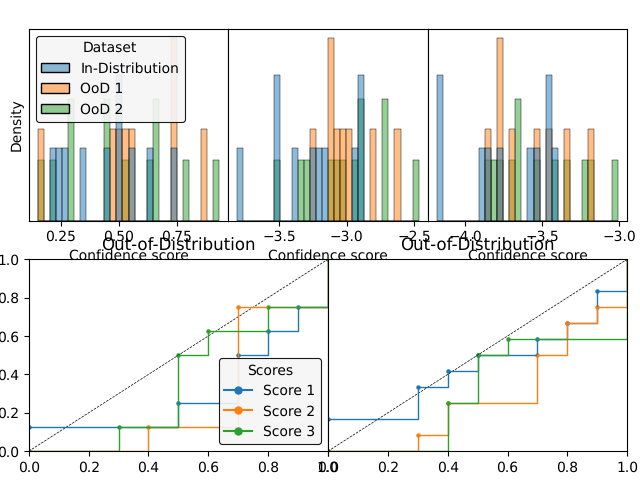 Dataset
In-Distribution
OoD 1
OoD 2
Density
0.25 0.50 0.75
−3.5 −3.0 −2.5
−4.0 −3.5 −3.0
Confidence score Confidence score Confidence score
Out-of-Distribution Out-of-Distribution
1.0
0.8
0.6
0.4
0.2
0.0
Scores
Score 1
Score 2
Score 3
0.0 0.2 0.4 0.6 0.8 1.0
0.0 0.2 0.4 0.6 0.8 1.0